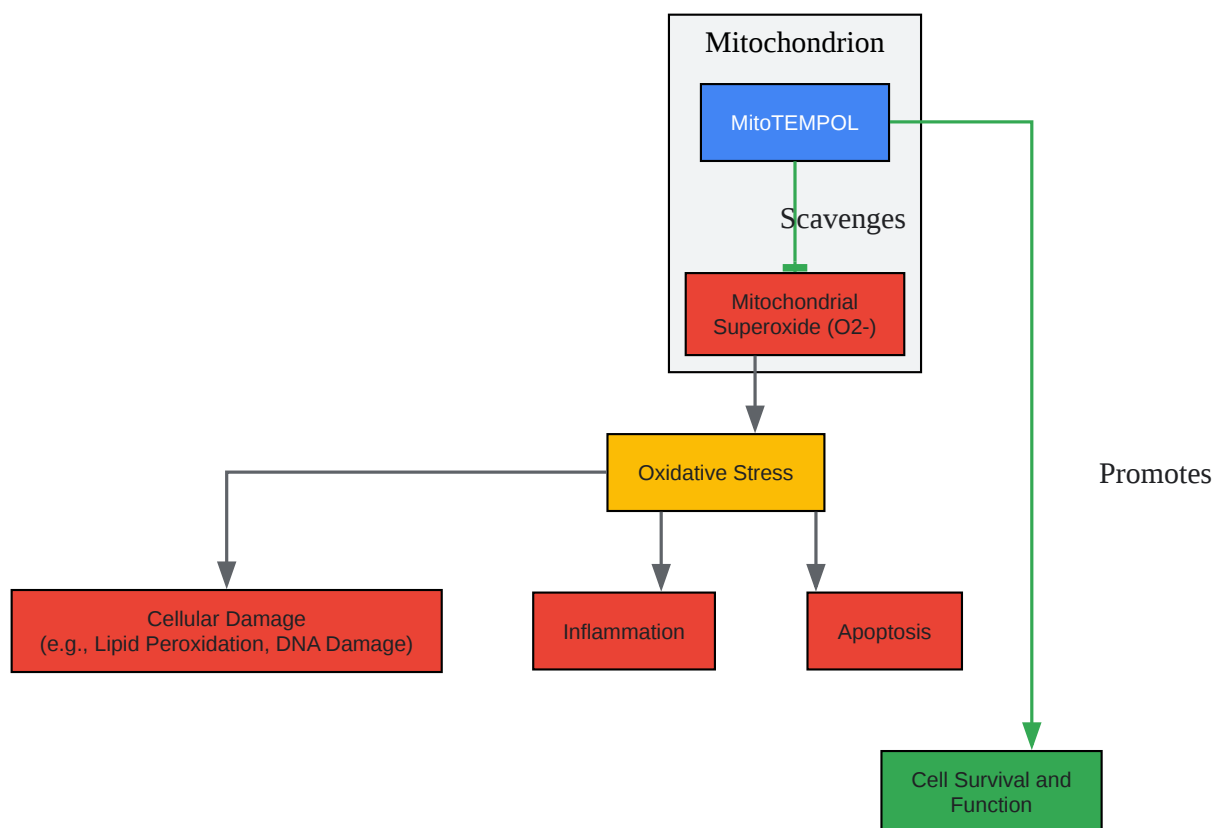 Mitochondrion
MitoTEMPOL
Scavenges
Mitochondrial
Superoxide (O2-)
Oxidative Stress
Promotes
Cellular Damage
(e.g., Lipid Peroxidation, DNA Damage)
Inflammation
Apoptosis
Cell Survival and
Function